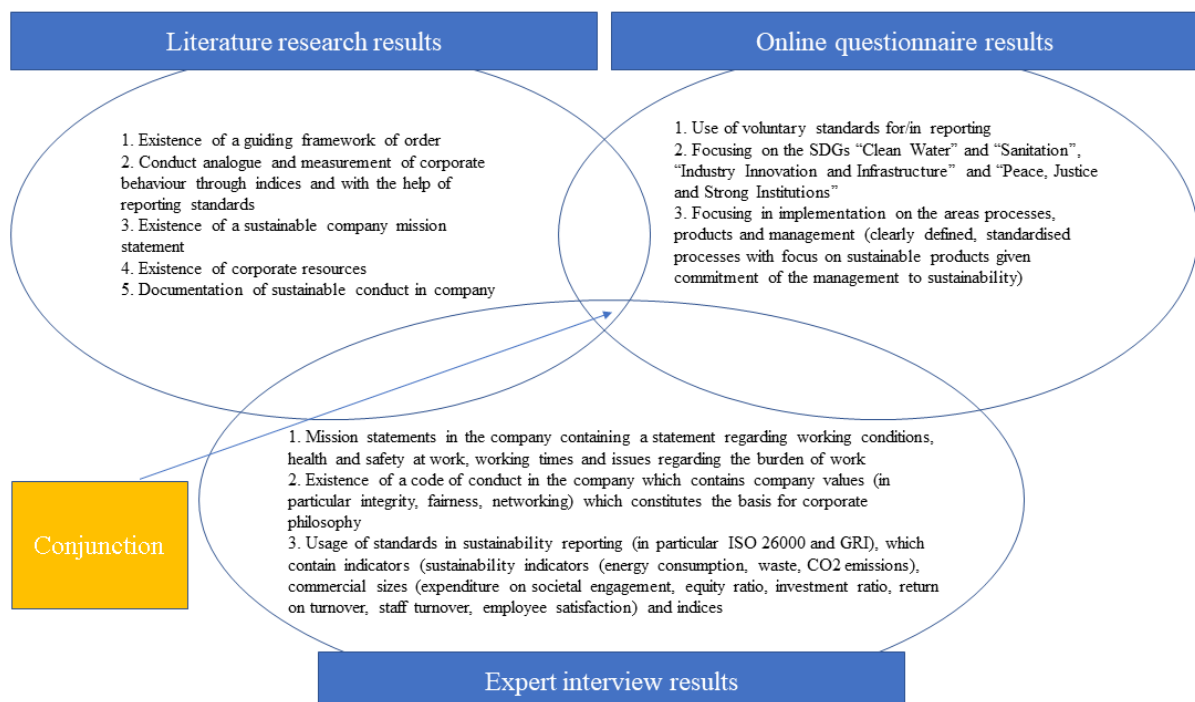 Literature research results
Online questionnaire results
1. Existence of a guiding framework of order
2. Conduct analogue and measurement of corporate
behaviour through indices and with the help of
reporting standards
3. Existence of a sustainable company mission
statement
4. Existence of corporate resources
5. Documentation of sustainable conduct in company
1. Use of voluntary standards for/in reporting
2. Focusing on the SDGs “Clean Water” and “Sanitation”,
“Industry Innovation and Infrastructure” and “Peace, Justice
and Strong Institutions”
3. Focusing in implementation on the areas processes,
products and management (clearly defined, standardised
processes with focus on sustainable products given
commitment of the management to sustainability)
1. Mission statements in the company containing a statement regarding working conditions,
health and safety at work, working times and issues regarding the burden of work
2. Existence of a code of conduct in the company which contains company values (in
particular integrity, fairness, networking) which constitutes the basis for corporate
philosophy
3. Usage of standards in sustainability reporting (in particular ISO 26000 and GRI), which
contain indicators (sustainability indicators (energy consumption, waste, CO2 emissions),
commercial sizes (expenditure on societal engagement, equity ratio, investment ratio, return
on turnover, staff turnover, employee satisfaction) and indices
Conjunction
Expert interview results